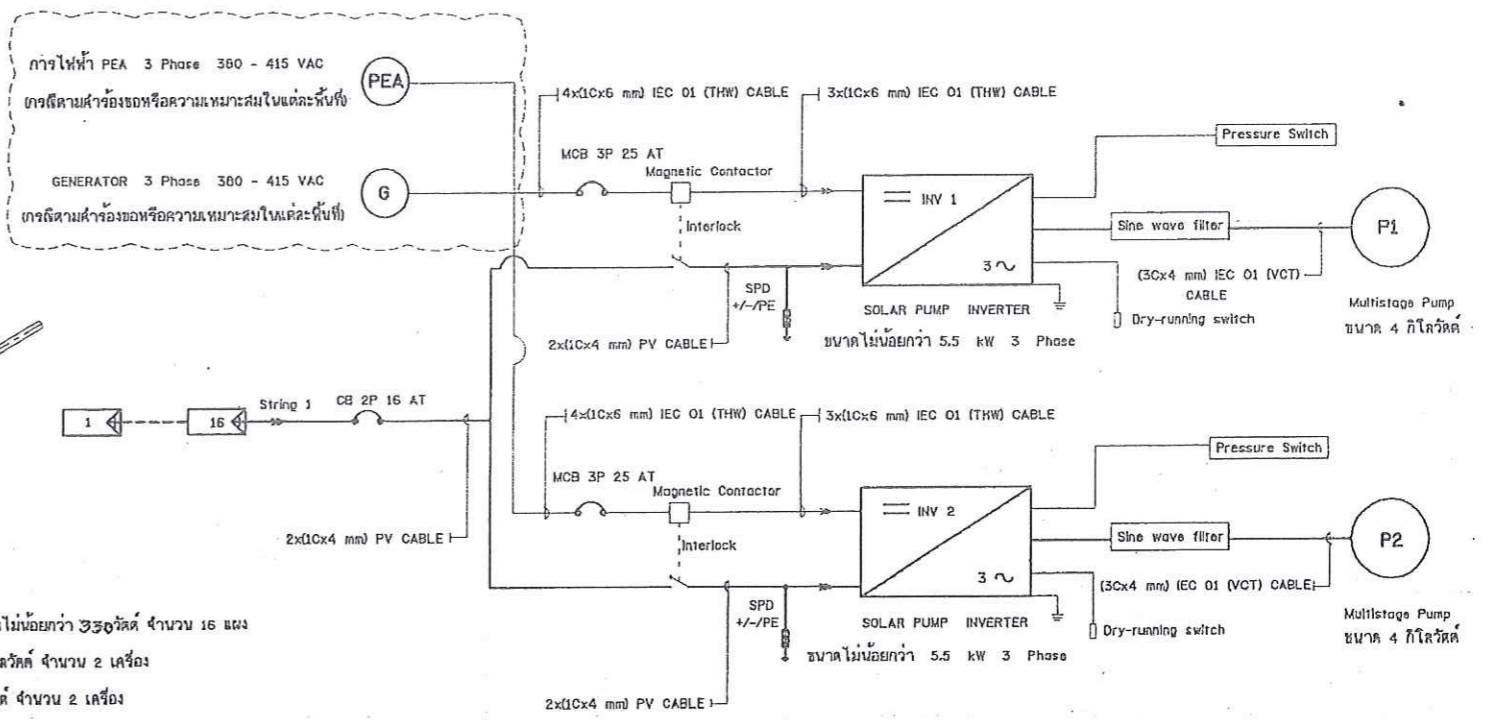 การไฟฟ้า PEA 3 Phase 380 - 415 VAC
(กรณีตามคำร้องขอหรือความเหมาะสมในแต่ละพื้นที่)
PEA
GENERATOR 3 Phase 380 - 415 VAC
(กรณีตามคำร้องขอหรือความเหมาะสมในแต่ละพื้นที่)
G
4x(1Cx6 mm) IEC 01 (THW) CABLE
3x(1Cx6 mm) IEC 01 (THW) CABLE
MCB 3P 25 AT
Magnetic Contactor
Interlock
INV 1
3
Pressure Switch
Sine wave filter
P1
(3Cx4 mm) IEC 01 (VCT)
CABLE
SPD
+/-/PE
SOLAR PUMP INVERTER
ขนาดไม่น้อยกว่า 5.5 kW 3 Phase
Dry-running switch
Multistage Pump
ขนาด 4 กิโลวัตต์
2x(1Cx4 mm) PV CABLE
1
16
String 1
CB 2P 16 AT
4x(1Cx6 mm) IEC 01 (THW) CABLE
3x(1Cx6 mm) IEC 01 (THW) CABLE
MCB 3P 25 AT
Magnetic Contactor
Interlock
INV 2
3
Pressure Switch
Sine wave filter
P2
2x(1Cx4 mm) PV CABLE
(3Cx4 mm) IEC 01 (VCT) CABLE
SPD
+/-/PE
SOLAR PUMP INVERTER
ขนาดไม่น้อยกว่า 5.5 kW 3 Phase
Dry-running switch
Multistage Pump
ขนาด 4 กิโลวัตต์
2x(1Cx4 mm) PV CABLE
ไม่น้อยกว่า 330วัตต์ จำนวน 16 แผง
จำนวน 2 เครื่อง
จำนวน 2 เครื่อง